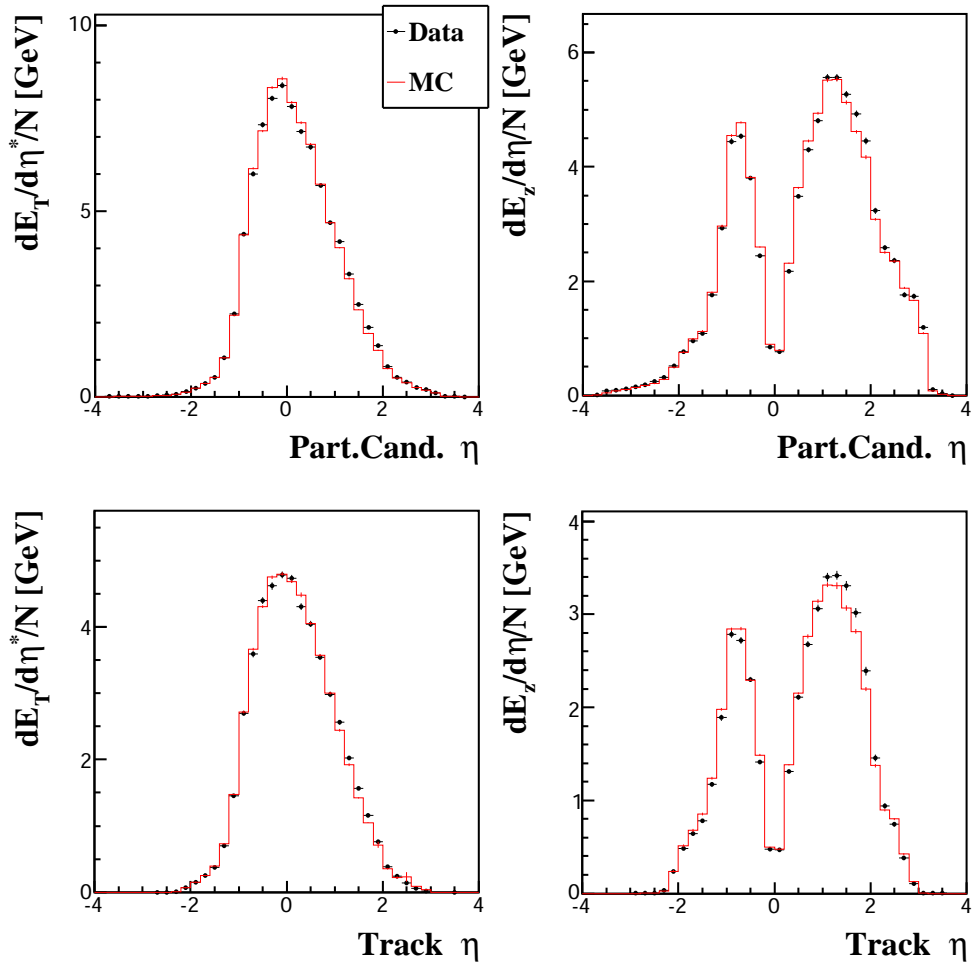 dE_T/dη*/N [GeV]
10
5
0
-4 -2 0 2 4
Part.Cand. η
Data
MC
dE_z/dη/N [GeV]
6
4
2
0
-4 -2 0 2 4
Part.Cand. η
dE_T/dη*/N [GeV]
4
2
0
-4 -2 0 2 4
Track η
dE_z/dη/N [GeV]
4
3
2
1
0
-4 -2 0 2 4
Track η